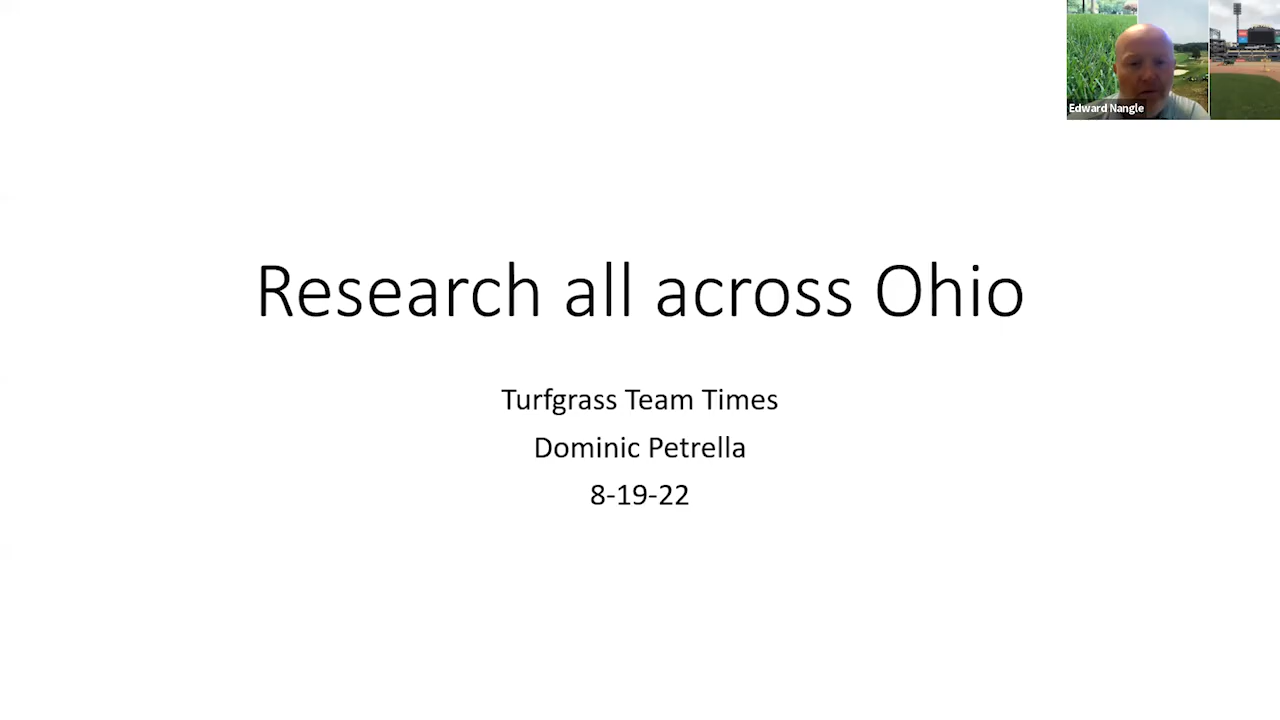 Edward Nangle
Research all across Ohio
Turfgrass Team Times
Dominic Petrella
8-19-22